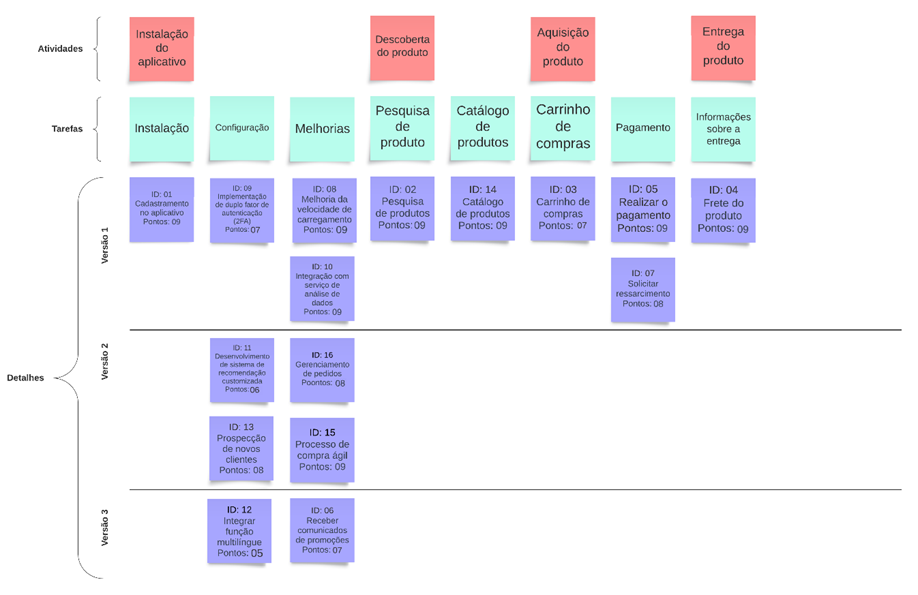 Atividades
Instalação
do
aplicativo
Descoberta
do produto
Aquisição
do
produto
Entrega
do
produto
Tarefas
Instalação
Configuração
Melhorias
Pesquisa
de
produto
Catálogo
de
produtos
Carrinho
de
compras
Pagamento
Informações
sobre a
entrega
Detalhes
Versão 1
ID: 01
Cadastramento
no aplicativo
Pontos: 09
ID: 09
Implementação
de duplo fator de
autenticação
(2FA)
Pontos: 07
ID: 08
Melhoria da
velocidade de
carregamento
Pontos: 09
ID: 02
Pesquisa
de produtos
Pontos: 09
ID: 14
Catálogo
de produtos
Pontos: 09
ID: 03
Carrinho de
compras
Pontos: 07
ID: 05
Realizar o
pagamento
Pontos: 09
ID: 04
Frete do
produto
Pontos: 09
ID: 10
Integração com
serviço de
análise de
dados
Pontos: 09
ID: 07
Solicitar
ressarcimento
Pontos: 08
Versão 2
ID: 11
Desenvolvimento
de sistema de
recomendação
customizada
Pontos: 06
ID: 16
Gerenciamento
de pedidos
Poontos: 08
ID: 13
Prospecção
de novos
clientes
Pontos: 08
ID: 15
Processo de
compra ágil
Pontos: 09
Versão 3
ID: 12
Integrar
função
multilíngue
Pontos: 05
ID: 06
Receber
comunicados
de promoções
Pontos: 07